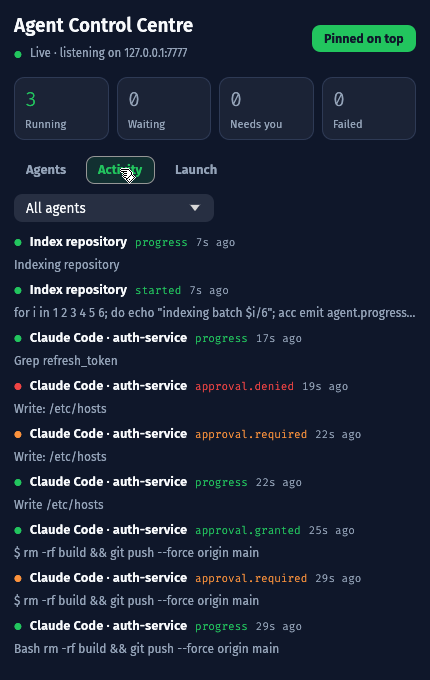 Agent Control Centre
Live · listening on 127.0.0.1:7777
Pinned on top
3
Running
0
Waiting
0
Needs you
0
Failed
Agents
Activity
Launch
All agents
Index repository progress 7s ago
Indexing repository
Index repository started 7s ago
for i in 1 2 3 4 5 6; do echo "indexing batch $i/6"; acc emit agent.progress...
Claude Code · auth-service progress 17s ago
Grep refresh_token
Claude Code · auth-service approval.denied 19s ago
Write: /etc/hosts
Claude Code · auth-service approval.required 22s ago
Write: /etc/hosts
Claude Code · auth-service progress 22s ago
Write /etc/hosts
Claude Code · auth-service approval.granted 25s ago
$ rm -rf build && git push --force origin main
Claude Code · auth-service approval.required 29s ago
$ rm -rf build && git push --force origin main
Claude Code · auth-service progress 29s ago
Bash rm -rf build && git push --force origin main